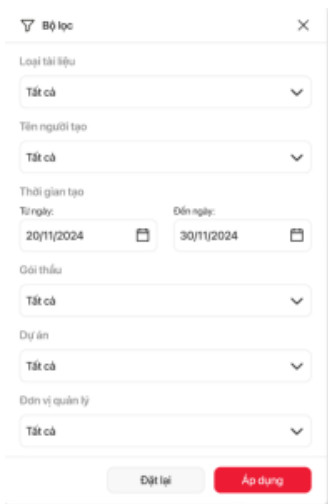 Bộ lọc
Loại tài liệu
Tất cả
Tên người tạo
Tất cả
Thời gian tạo
Từ ngày: Đến ngày:
20/11/2024 30/11/2024
Gói thầu
Tất cả
Dự án
Tất cả
Đơn vị quản lý
Tất cả
Đặt lại Áp dụng